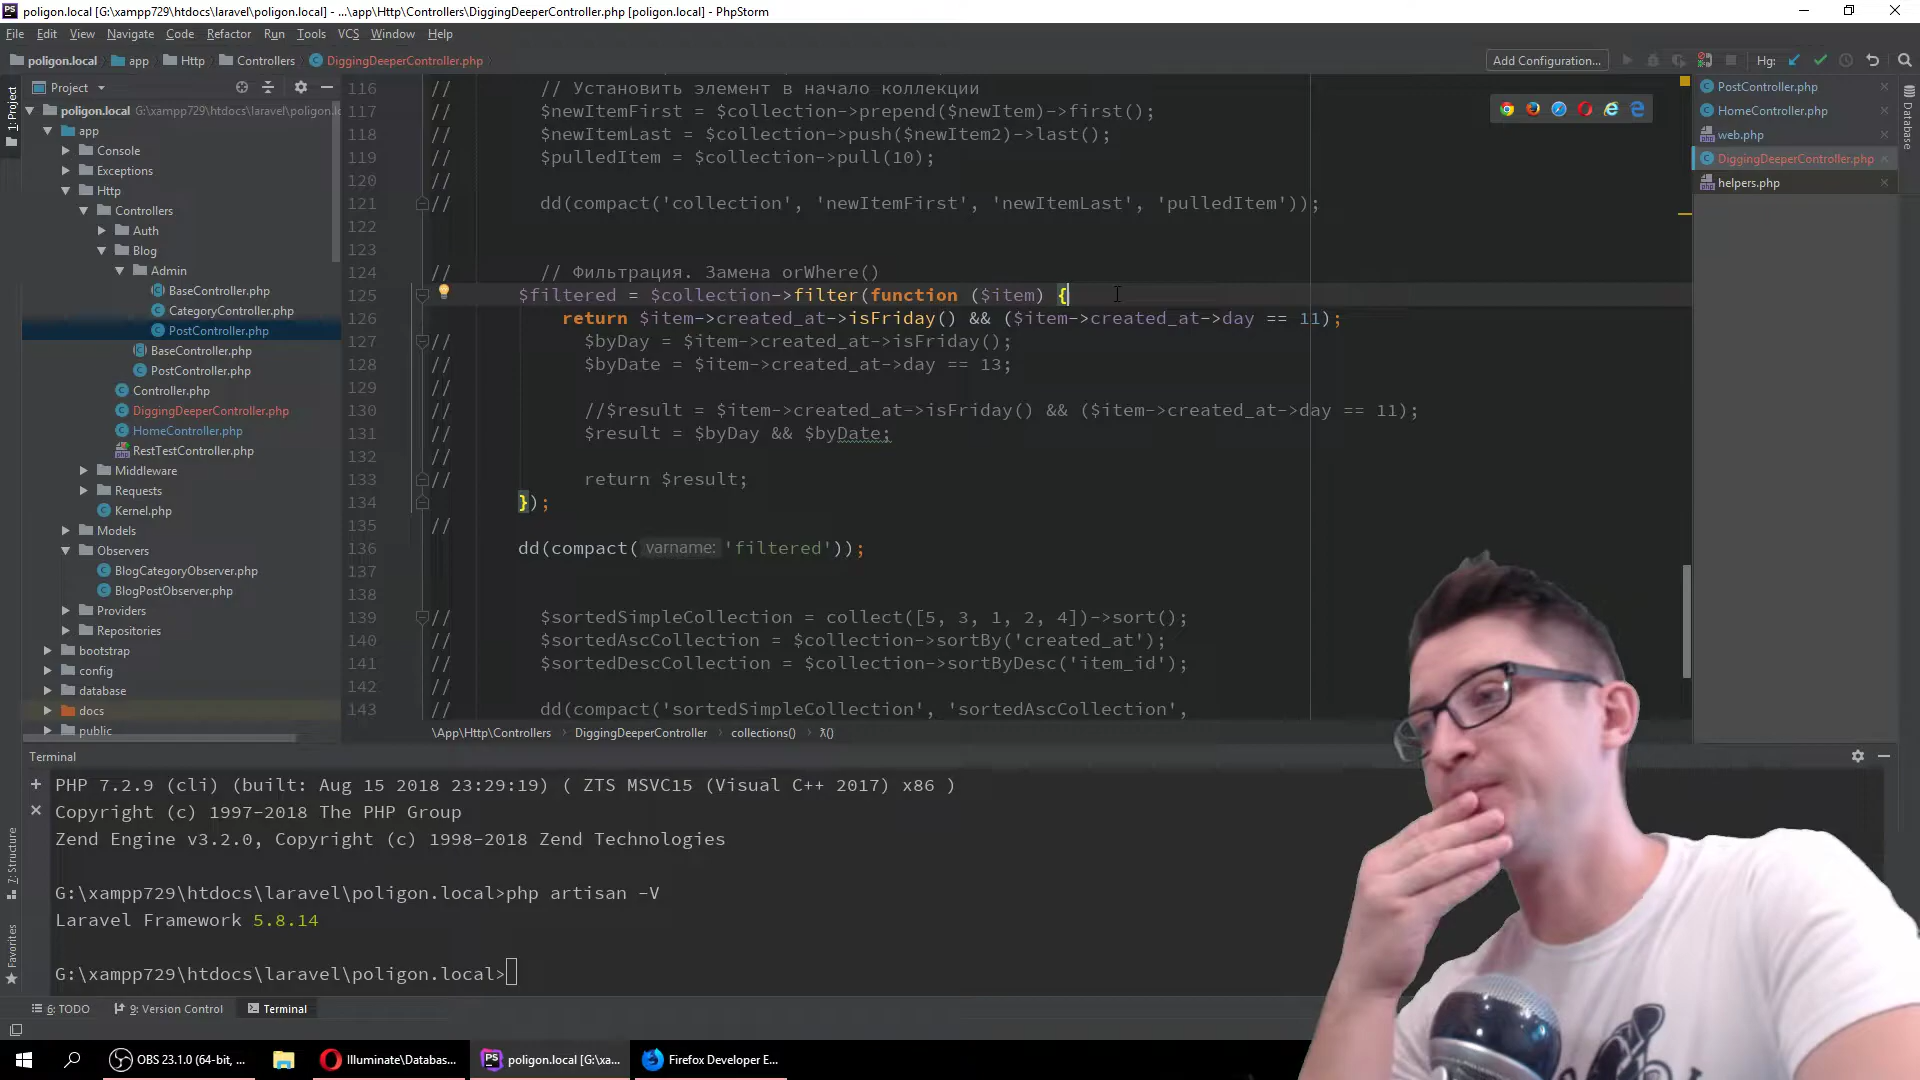 poligon.local [G:\xampp729\htdocs\laravel\poligon.local] - ...\app\Http\Controllers\DiggingDeeperController.php [poligon.local] - PhpStorm
File Edit View Navigate Code Refactor Run Tools VCS Window Help
poligon.local app Http Controllers DiggingDeeperController.php
Add Configuration...
Hg:
1: Project
Project
poligon.local G:\xampp729\htdocs\laravel\poligon.lo
app
Console
Exceptions
Http
Controllers
Auth
Blog
Admin
BaseController.php
CategoryController.php
PostController.php
BaseController.php
PostController.php
Controller.php
DiggingDeeperController.php
HomeController.php
RestTestController.php
Middleware
Requests
Kernel.php
Models
Observers
BlogCategoryObserver.php
BlogPostObserver.php
Providers
Repositories
bootstrap
config
database
docs
public
116 // // Установить элемент в начало коллекции
117 // $newItemFirst = $collection->prepend($newItem)->first();
118 // $newItemLast = $collection->push($newItem2)->last();
119 // $pulledItem = $collection->pull(10);
120 //
121 // dd(compact('collection', 'newItemFirst', 'newItemLast', 'pulledItem'));
122
123
124 // // Фильтрация. Замена orWhere()
125 $filtered = $collection->filter(function ($item) {
126 return $item->created_at->isFriday() && ($item->created_at->day == 11);
127 // $byDay = $item->created_at->isFriday();
128 // $byDate = $item->created_at->day == 13;
129 //
130 // //$result = $item->created_at->isFriday() && ($item->created_at->day == 11);
131 // $result = $byDay && $byDate;
132 //
133 // return $result;
134 });
135 //
136 dd(compact( varname: 'filtered'));
137
138
139 // $sortedSimpleCollection = collect([5, 3, 1, 2, 4])->sort();
140 // $sortedAscCollection = $collection->sortBy('created_at');
141 // $sortedDescCollection = $collection->sortByDesc('item_id');
142 //
143 // dd(compact('sortedSimpleCollection', 'sortedAscCollection',
\App\Http\Controllers DiggingDeeperController collections() λ()
PostController.php
HomeController.php
web.php
DiggingDeeperController.php
helpers.php
Database
Terminal
PHP 7.2.9 (cli) (built: Aug 15 2018 23:29:19) ( ZTS MSVC15 (Visual C++ 2017) x86 )
Copyright (c) 1997-2018 The PHP Group
Zend Engine v3.2.0, Copyright (c) 1998-2018 Zend Technologies
G:\xampp729\htdocs\laravel\poligon.local>php artisan -V
Laravel Framework 5.8.14
G:\xampp729\htdocs\laravel\poligon.local>
7: Structure
Favorites
6: TODO 9: Version Control Terminal
OBS 23.1.0 (64-bit, ... Illuminate\Databas... poligon.local [G:\xa... Firefox Developer E...